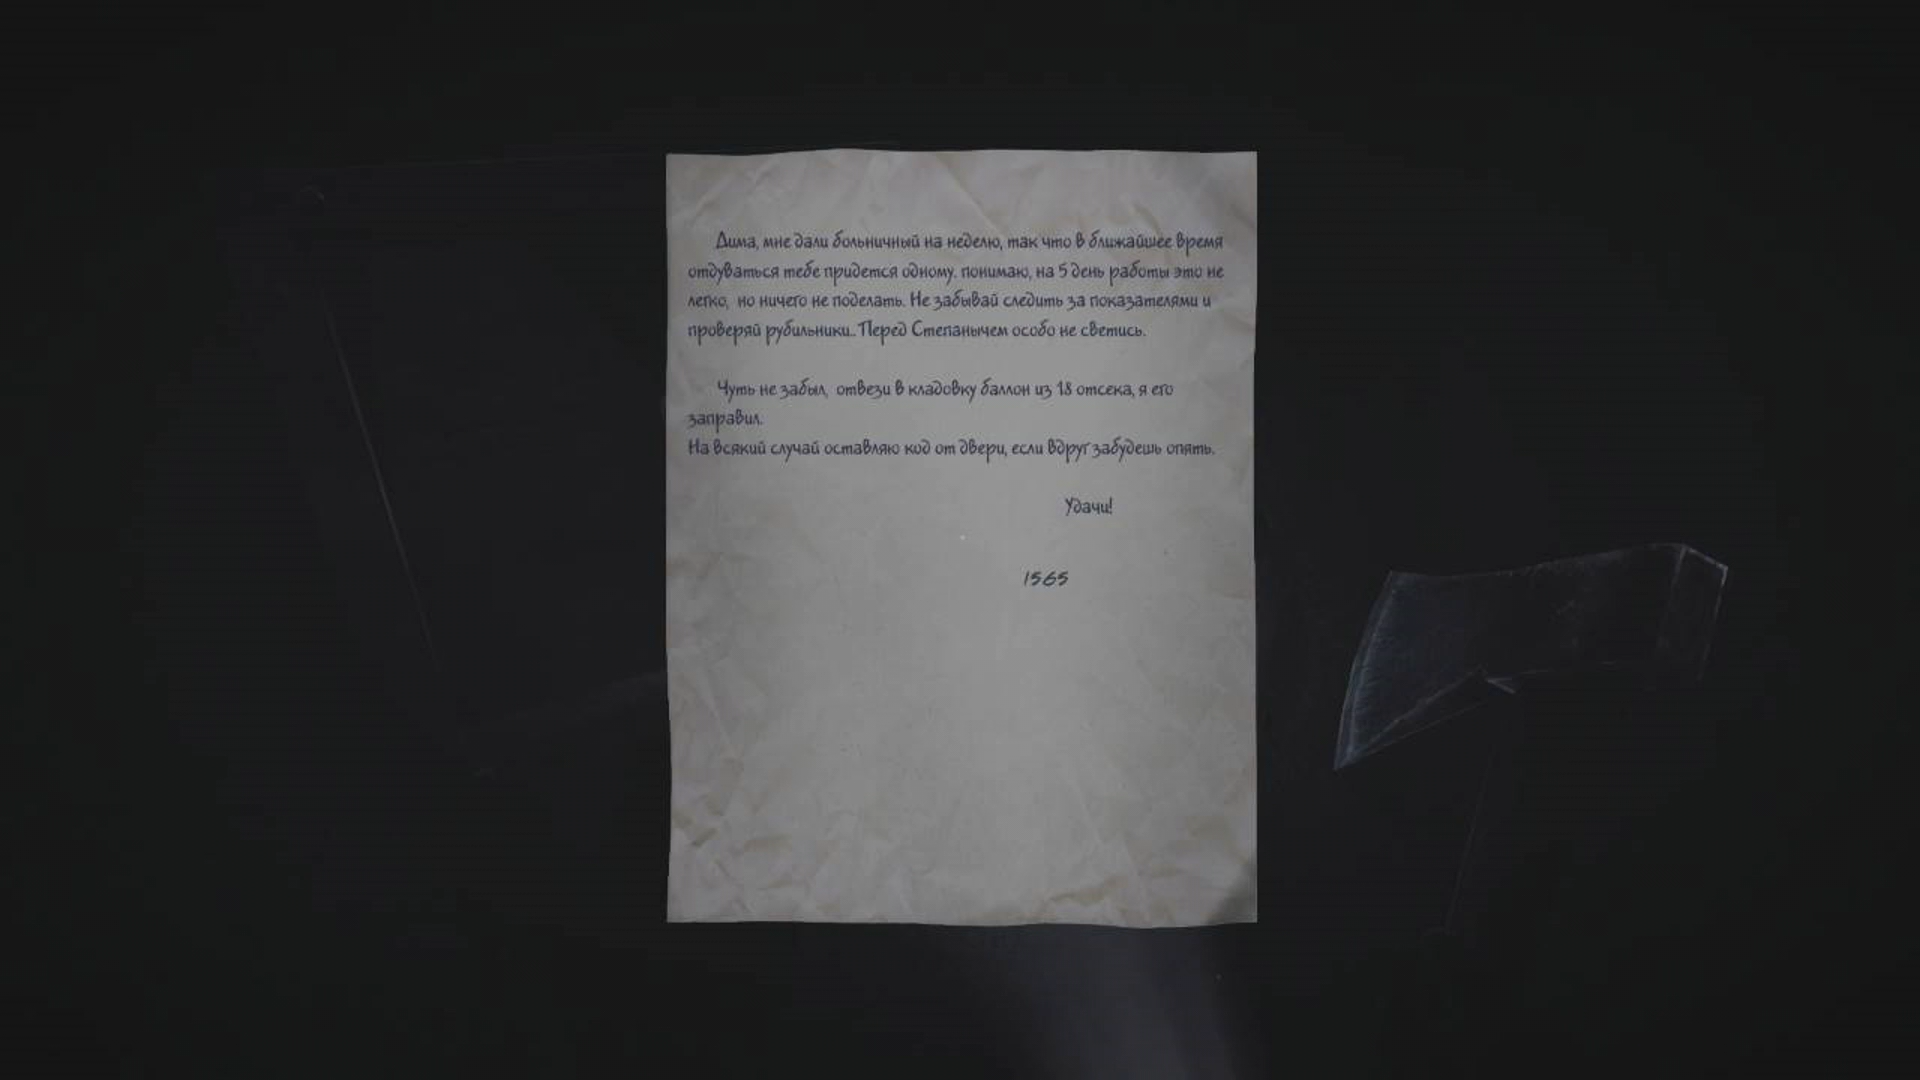 Дима, мне дали больничный на неделю, так что в ближайшее время
отдуваться тебе придется одному. понимаю, на 5 день работы это не
легко, но ничего не поделать. Не забывай следить за показателями и
проверяй рубильники.. Перед Степанычем особо не светись.
Чуть не забыл, отвези в кладовку баллон из 18 отсека, я его
заправил.
На всякий случай оставляю код от двери, если вдруг забудешь опять.
Удачи!
1565